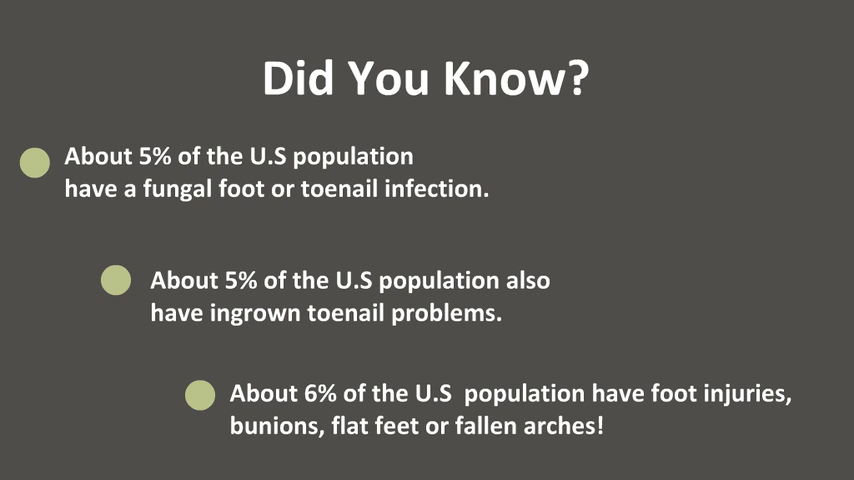 Did You Know?
About 5% of the U.S population
have a fungal foot or toenail infection.
About 5% of the U.S population also
have ingrown toenail problems.
About 6% of the U.S  population have foot injuries,
bunions, flat feet or fallen arches!